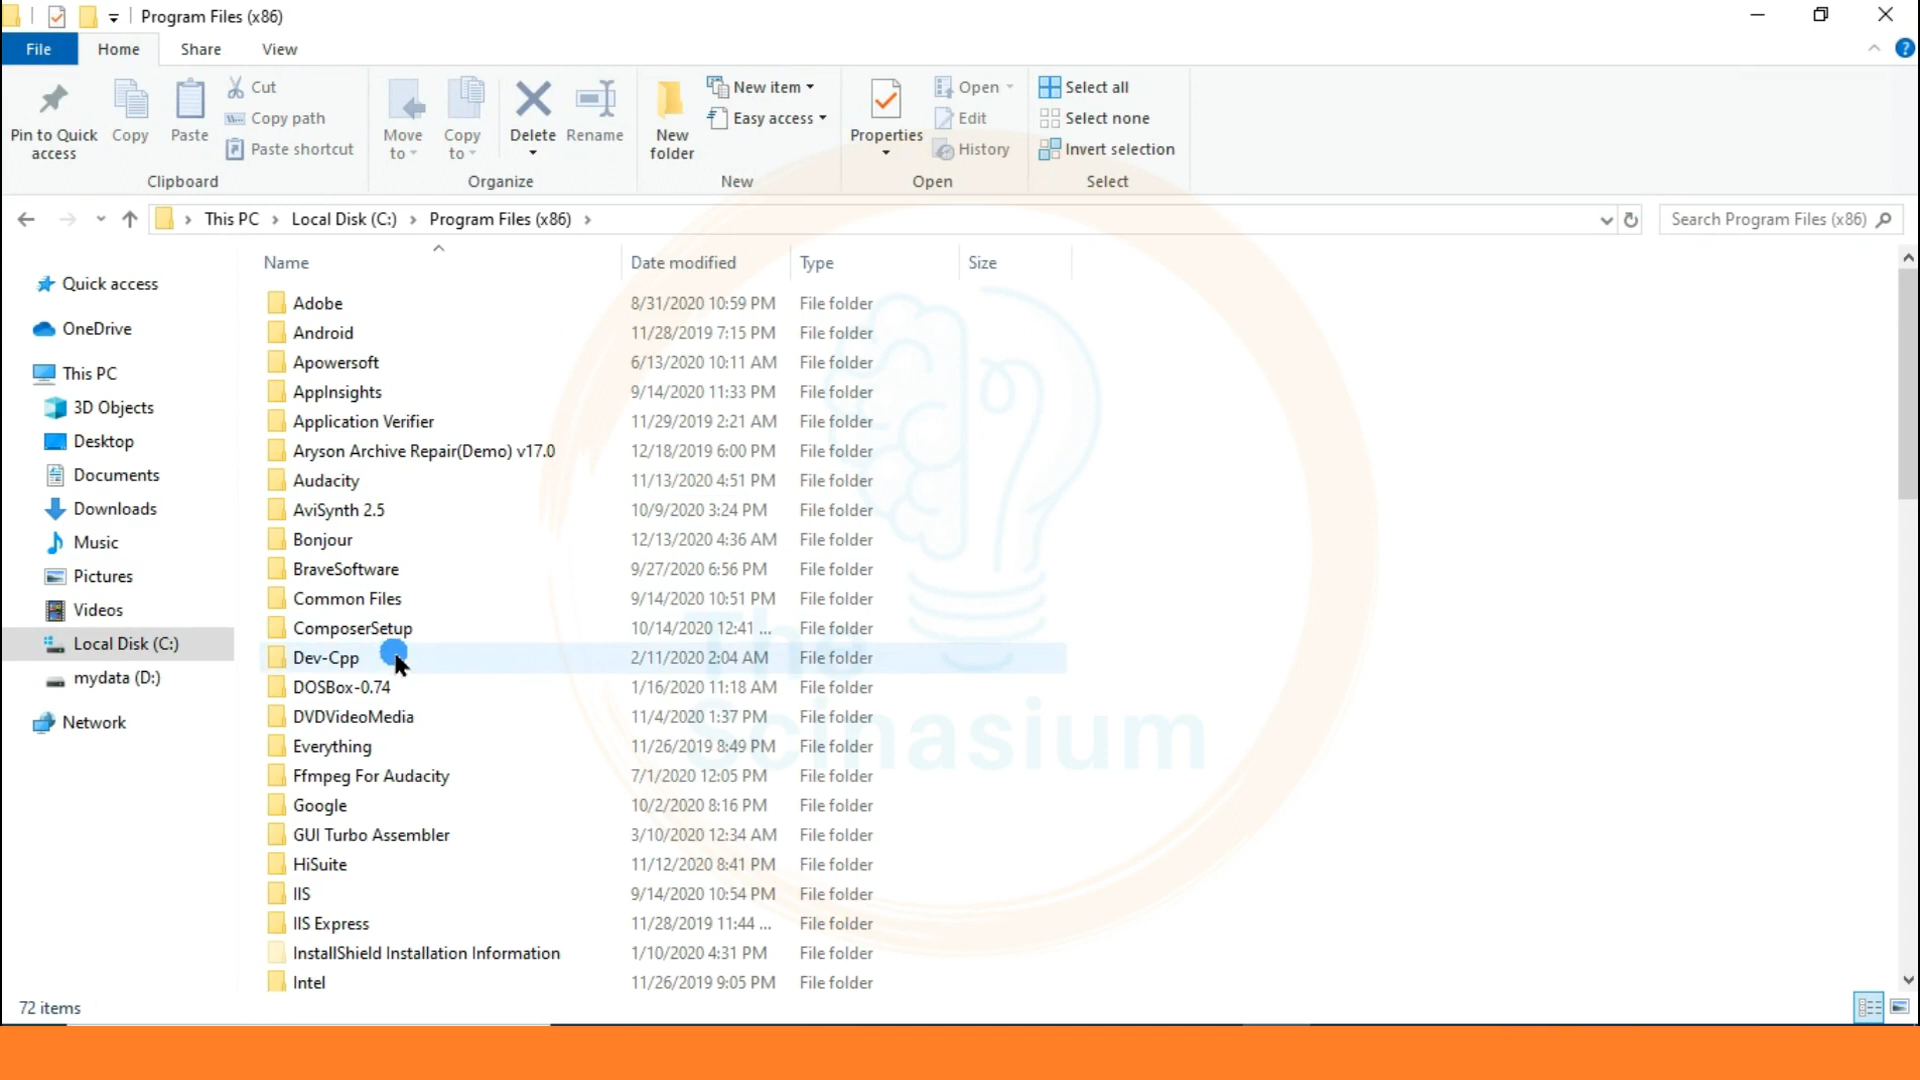 Program Files (x86)
File Home Share View
Pin to Quick access
Copy
Paste
Cut
Copy path
Paste shortcut
Clipboard
Move to
Copy to
Delete
Rename
Organize
New folder
New item
Easy access
New
Properties
Open
Edit
History
Open
Select all
Select none
Invert selection
Select
This PC > Local Disk (C:) > Program Files (x86) >
Search Program Files (x86)
Quick access
OneDrive
This PC
3D Objects
Desktop
Documents
Downloads
Music
Pictures
Videos
Local Disk (C:)
mydata (D:)
Network
Name Date modified Type Size
Adobe 8/31/2020 10:59 PM File folder
Android 11/28/2019 7:15 PM File folder
Apowersoft 6/13/2020 10:11 AM File folder
AppInsights 9/14/2020 11:33 PM File folder
Application Verifier 11/29/2019 2:21 AM File folder
Aryson Archive Repair(Demo) v17.0 12/18/2019 6:00 PM File folder
Audacity 11/13/2020 4:51 PM File folder
AviSynth 2.5 10/9/2020 3:24 PM File folder
Bonjour 12/13/2020 4:36 AM File folder
BraveSoftware 9/27/2020 6:56 PM File folder
Common Files 9/14/2020 10:51 PM File folder
ComposerSetup 10/14/2020 12:41 ... File folder
Dev-Cpp 2/11/2020 2:04 AM File folder
DOSBox-0.74 1/16/2020 11:18 AM File folder
DVDVideoMedia 11/4/2020 1:37 PM File folder
Everything 11/26/2019 8:49 PM File folder
Ffmpeg For Audacity 7/1/2020 12:05 PM File folder
Google 10/2/2020 8:16 PM File folder
GUI Turbo Assembler 3/10/2020 12:34 AM File folder
HiSuite 11/12/2020 8:41 PM File folder
IIS 9/14/2020 10:54 PM File folder
IIS Express 11/28/2019 11:44 ... File folder
InstallShield Installation Information 1/10/2020 4:31 PM File folder
Intel 11/26/2019 9:05 PM File folder
72 items
The
Scinasium